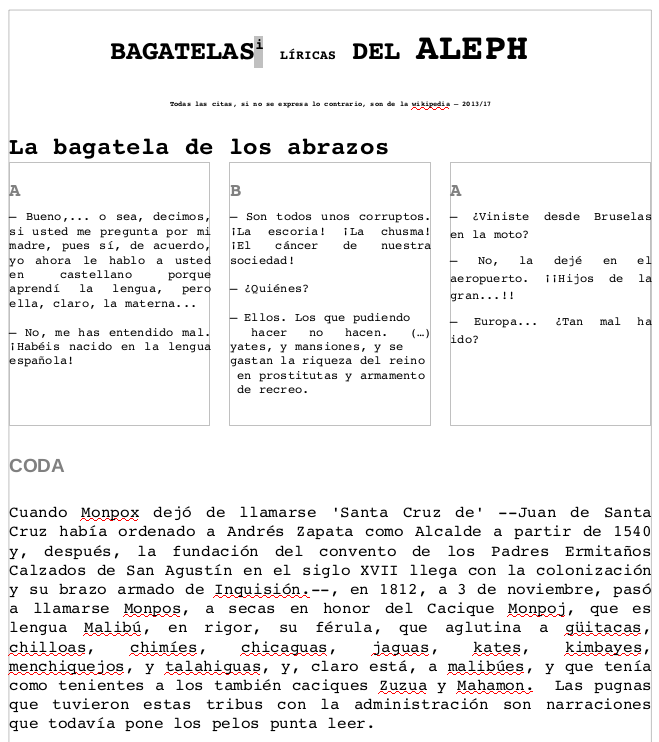 BAGATELASi LÍRICAS DEL ALEPH
Todas las citas, si no se expresa lo contrario, son de la wikipedia – 2013/17
La bagatela de los abrazos
A
– Bueno,... o sea, decimos,
si usted me pregunta por mi
madre, pues sí, de acuerdo,
yo ahora le hablo a usted
en castellano porque
aprendí la lengua, pero
ella, claro, la materna...
– No, me has entendido mal.
¡Habéis nacido en la lengua
española!
B
– Son todos unos corruptos.
¡La escoria! ¡La chusma!
¡El cáncer de nuestra
sociedad!
– ¿Quiénes?
– Ellos. Los que pudiendo
hacer no hacen. (…)
yates, y mansiones, y se
gastan la riqueza del reino
en prostitutas y armamento
de recreo.
A
– ¿Viniste desde Bruselas
en la moto?
– No, la dejé en el
aeropuerto. ¡¡Hijos de la
gran...!!
– Europa... ¿Tan mal ha
ido?
CODA
Cuando Monpox dejó de llamarse 'Santa Cruz de' --Juan de Santa
Cruz había ordenado a Andrés Zapata como Alcalde a partir de 1540
y, después, la fundación del convento de los Padres Ermitaños
Calzados de San Agustín en el siglo XVII llega con la colonización
y su brazo armado de Inquisión.--, en 1812, a 3 de noviembre, pasó
a llamarse Monpos, a secas en honor del Cacique Monpoj, que es
lengua Malibú, en rigor, su férula, que aglutina a güitacas,
chilloas, chimíes, chicaguas, jaguas, kates, kimbayes,
menchiquejos, y talahiguas, y, claro está, a malibúes, y que tenía
como tenientes a los también caciques Zuzua y Mahamon. Las pugnas
que tuvieron estas tribus con la administración son narraciones
que todavía pone los pelos punta leer.